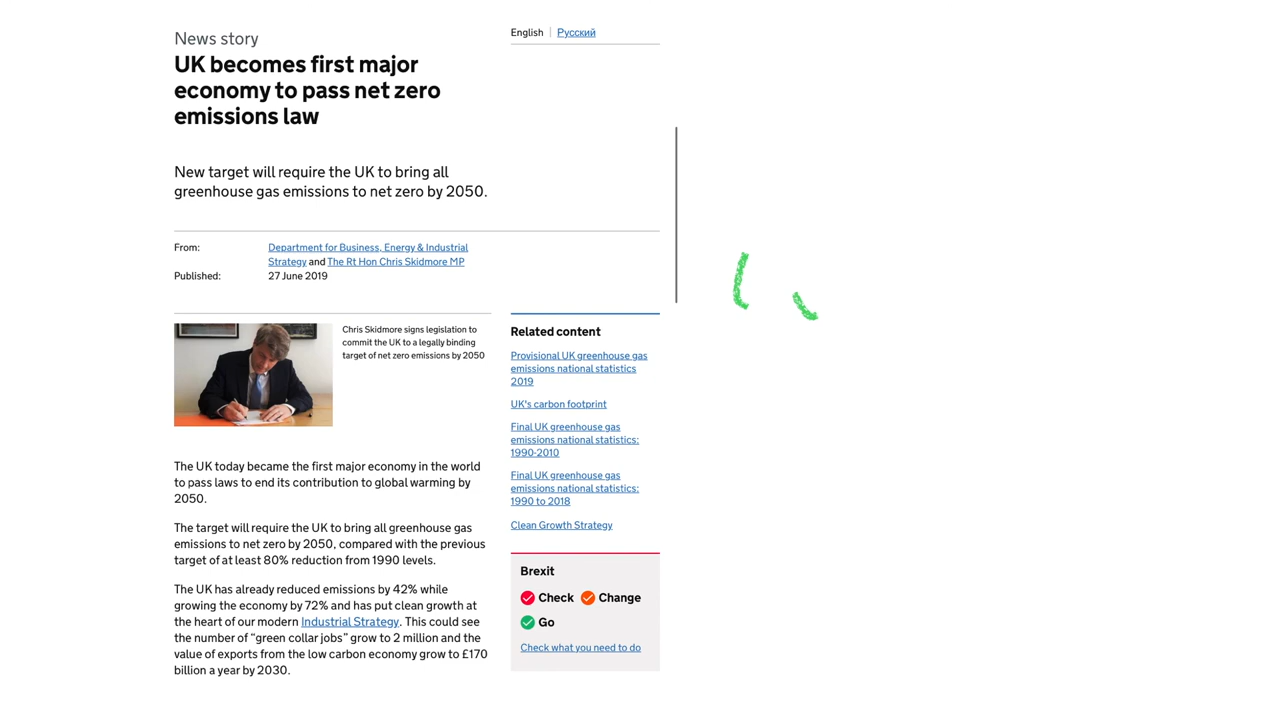 News story
UK becomes first major
economy to pass net zero
emissions law
English | Русский
New target will require the UK to bring all
greenhouse gas emissions to net zero by 2050.
From: Department for Business, Energy & Industrial
Strategy and The Rt Hon Chris Skidmore MP
Published: 27 June 2019
Chris Skidmore signs legislation to
commit the UK to a legally binding
target of net zero emissions by 2050
The UK today became the first major economy in the world
to pass laws to end its contribution to global warming by
2050.
The target will require the UK to bring all greenhouse gas
emissions to net zero by 2050, compared with the previous
target of at least 80% reduction from 1990 levels.
The UK has already reduced emissions by 42% while
growing the economy by 72% and has put clean growth at
the heart of our modern Industrial Strategy. This could see
the number of “green collar jobs” grow to 2 million and the
value of exports from the low carbon economy grow to £170
billion a year by 2030.
Related content
Provisional UK greenhouse gas
emissions national statistics
2019
UK's carbon footprint
Final UK greenhouse gas
emissions national statistics:
1990-2010
Final UK greenhouse gas
emissions national statistics:
1990 to 2018
Clean Growth Strategy
Brexit
Check Change
Go
Check what you need to do